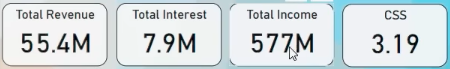 Total Revenue
55.4M
Total Interest
7.9M
Total Income
577M
CSS
3.19